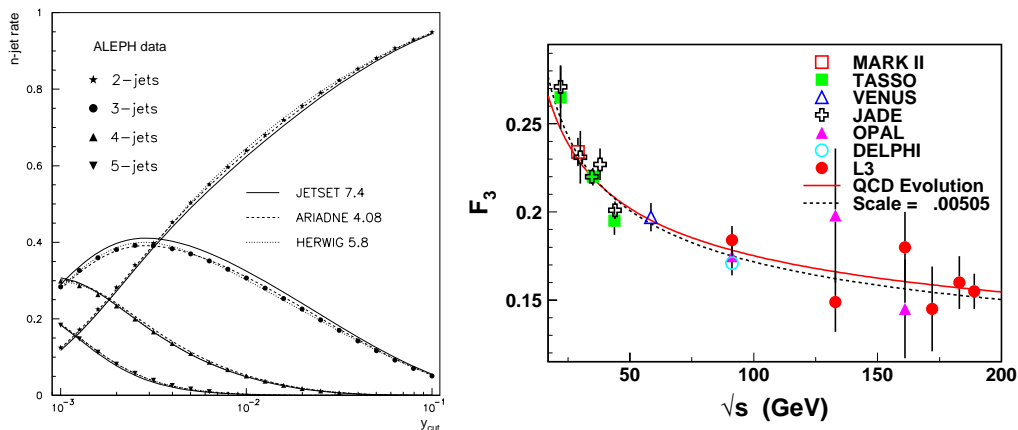 n-jet rate
1
0.8
0.6
0.4
0.2
0
ALEPH data
2-jets
3-jets
4-jets
5-jets
JETSET 7.4
ARIADNE 4.08
HERWIG 5.8
10⁻³
10⁻²
10⁻¹
y_cut
F₃
0.25
0.2
0.15
MARK II
TASSO
VENUS
JADE
OPAL
DELPHI
L3
QCD Evolution
Scale = .00505
50
100
150
200
√s (GeV)